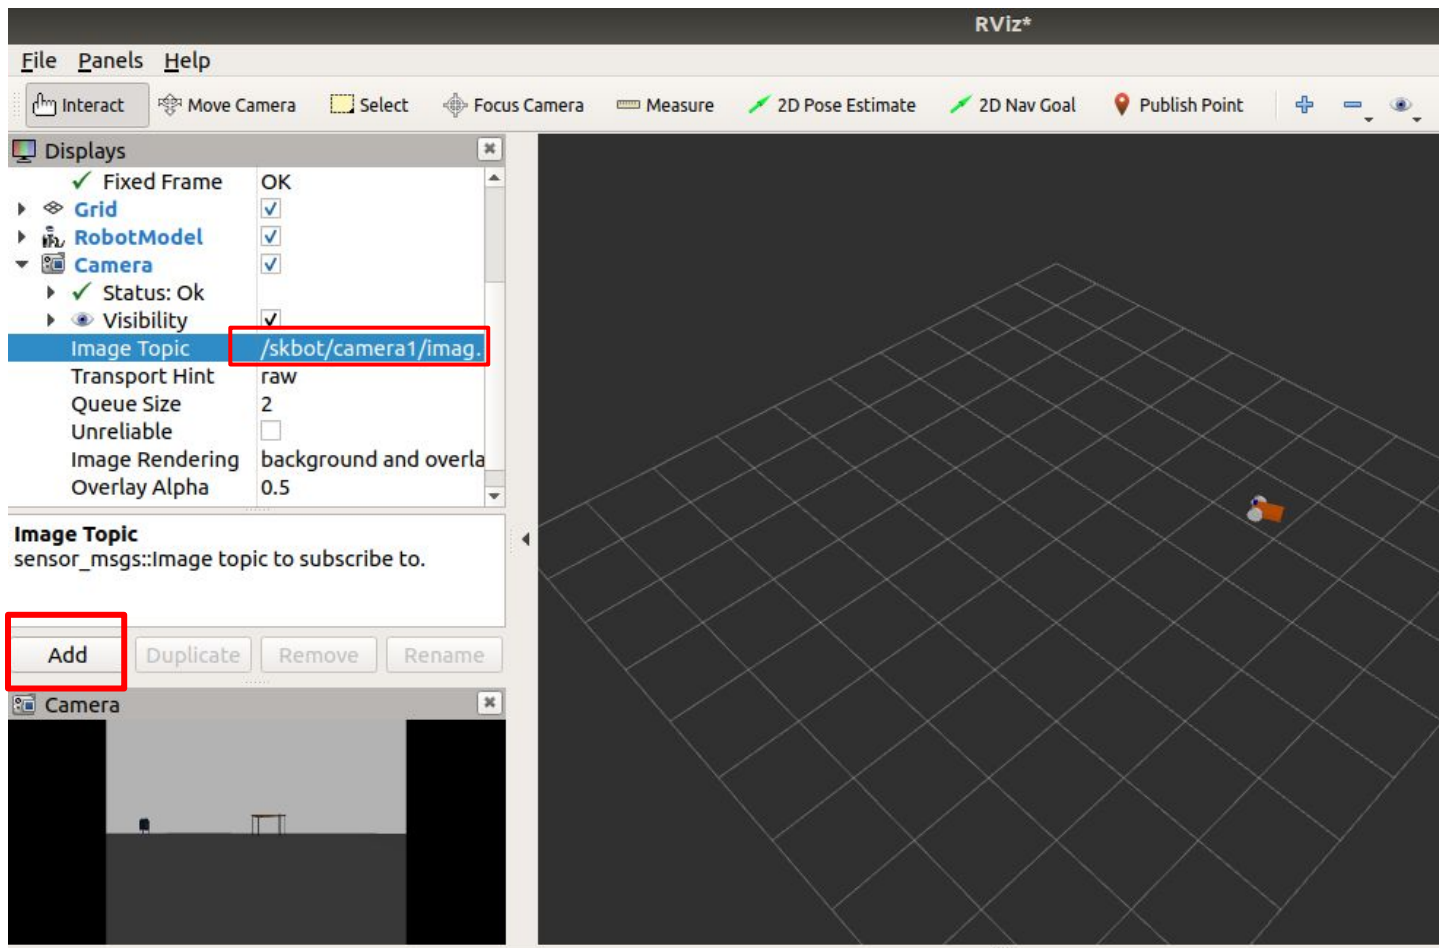 RViz*
File Panels Help
Interact Move Camera Select Focus Camera Measure 2D Pose Estimate 2D Nav Goal Publish Point
Displays
Fixed Frame OK
Grid
RobotModel
Camera
Status: Ok
Visibility
Image Topic /skbot/camera1/imag.
Transport Hint raw
Queue Size 2
Unreliable
Image Rendering background and overla
Overlay Alpha 0.5
Image Topic
sensor_msgs::Image topic to subscribe to.
Add Duplicate Remove Rename
Camera